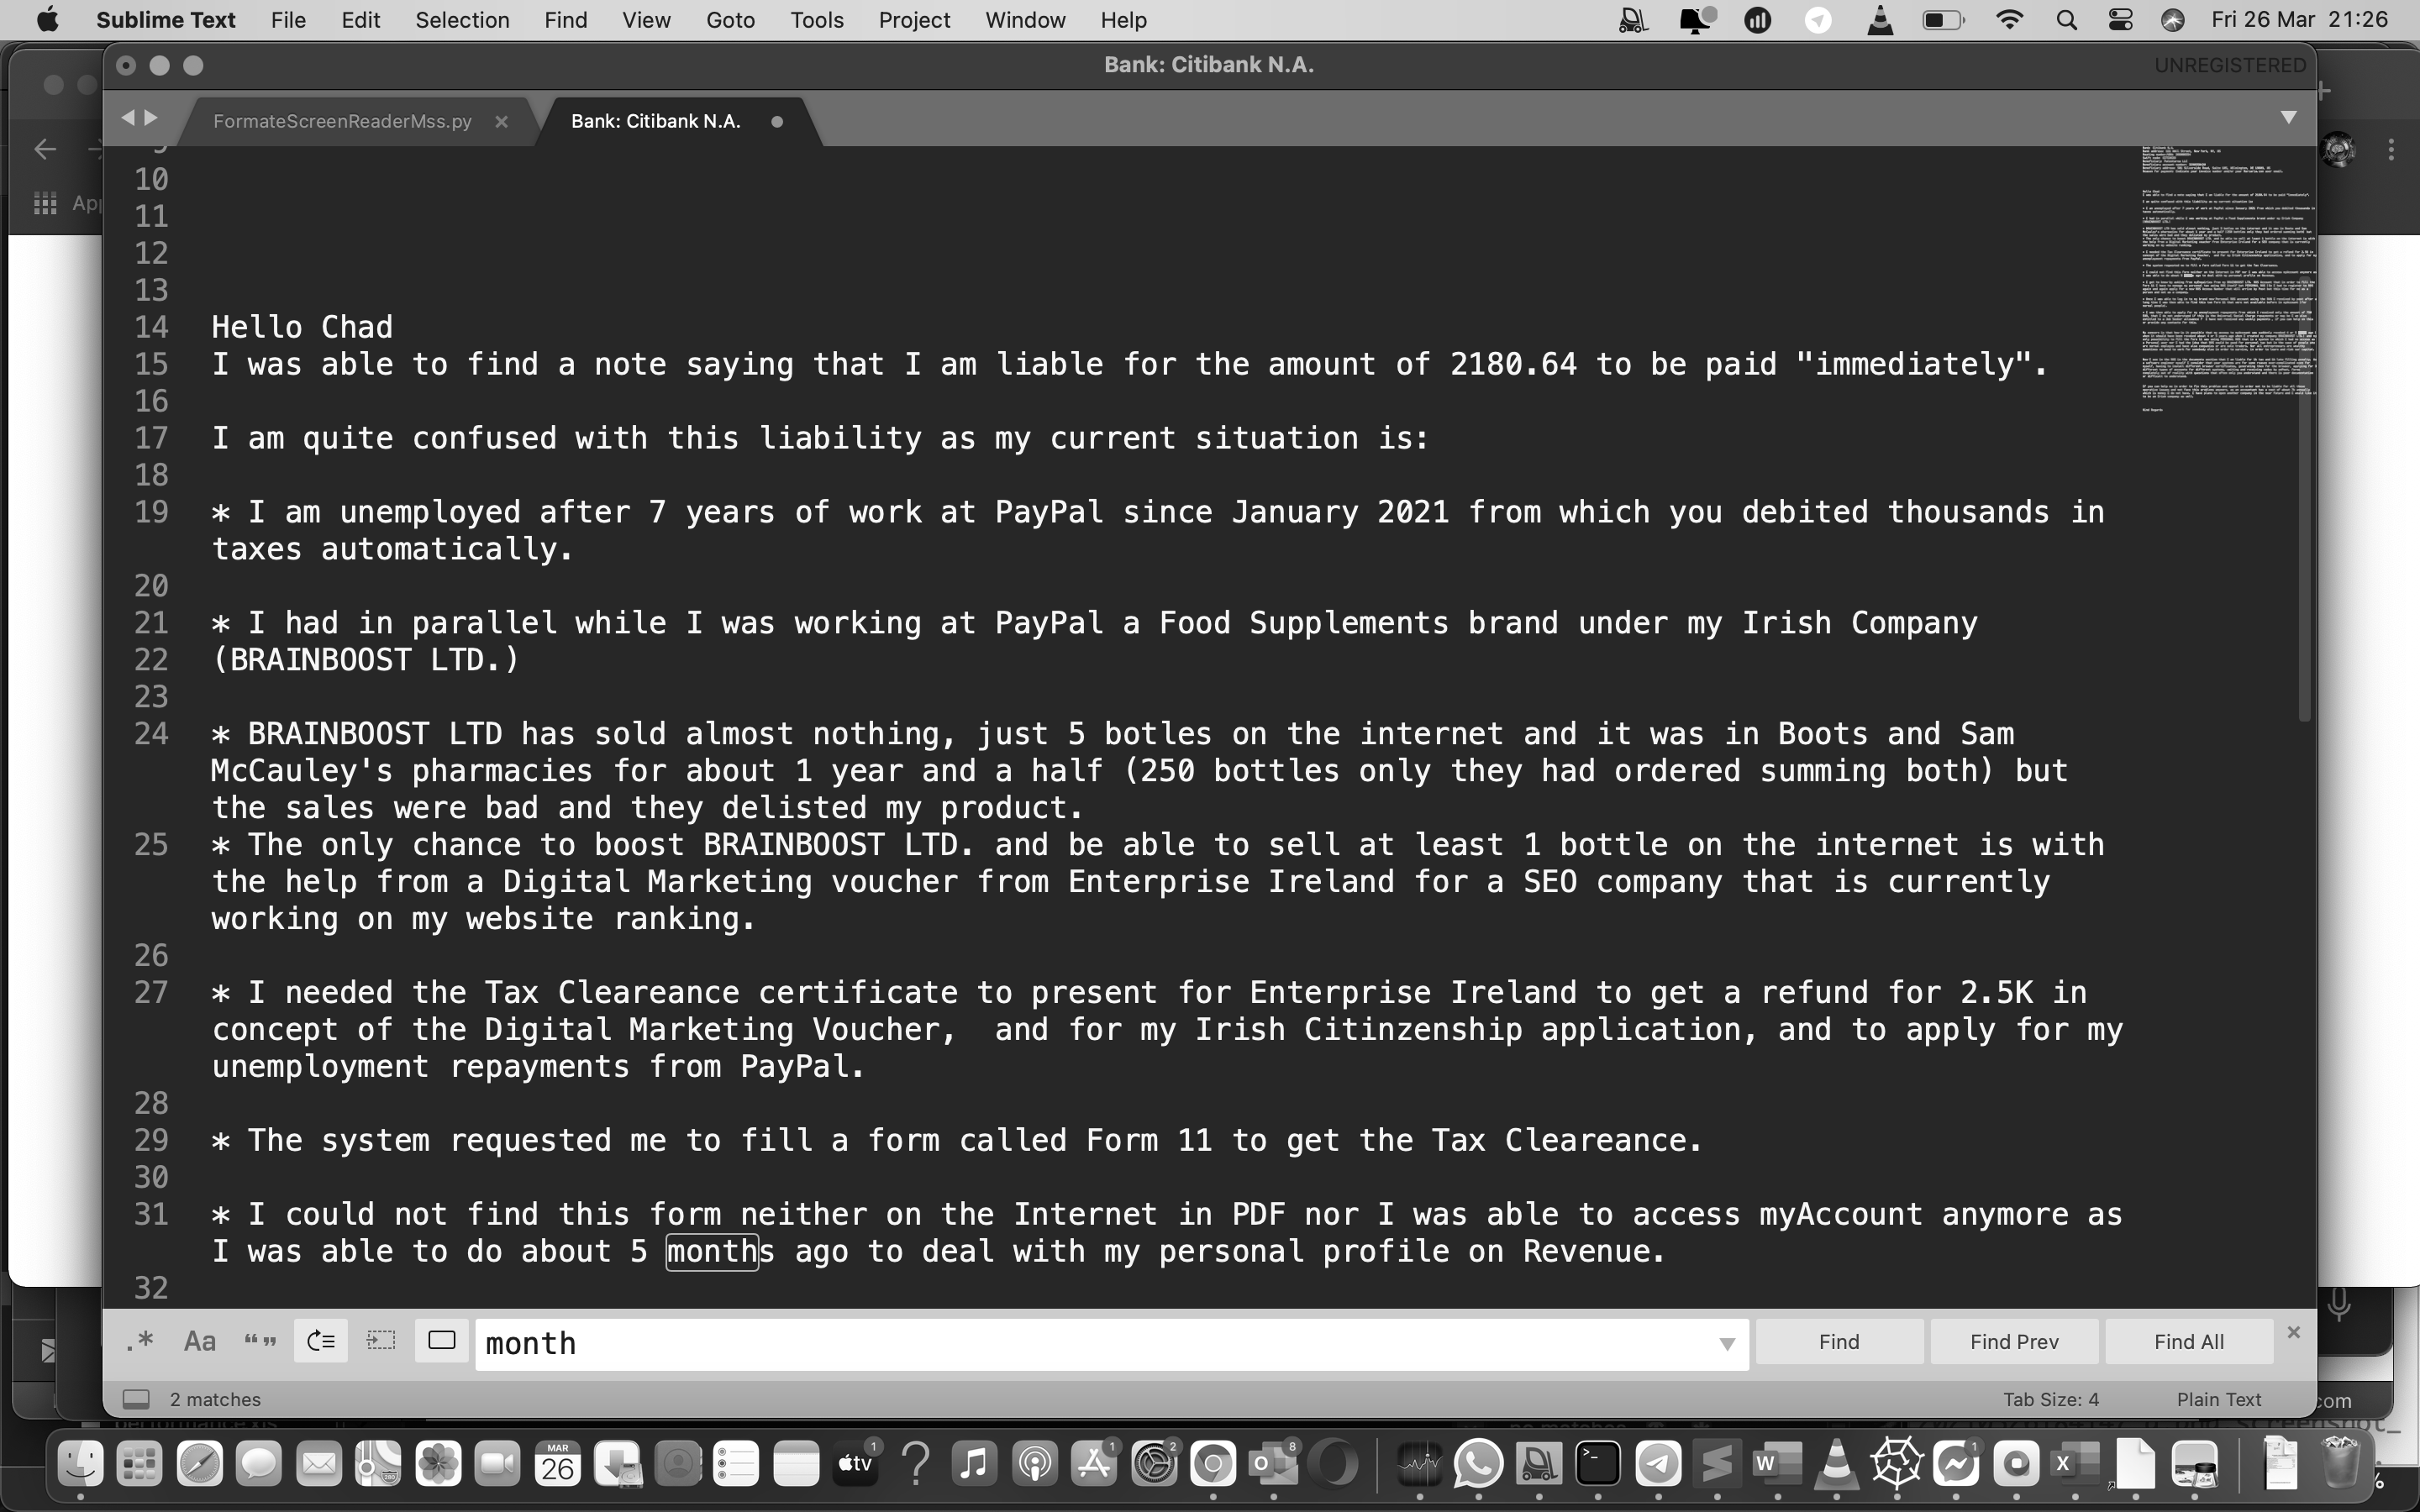 Sublime Text File Edit Selection Find View Goto Tools Project Window Help Fri 26 Mar 21:26
Bank: Citibank N.A. UNREGISTERED
FormateScreenReaderMss.py Bank: Citibank N.A.
10
11
12
13
14 Hello Chad
15 I was able to find a note saying that I am liable for the amount of 2180.64 to be paid "immediately".
16
17 I am quite confused with this liability as my current situation is:
18
19 * I am unemployed after 7 years of work at PayPal since January 2021 from which you debited thousands in
taxes automatically.
20
21 * I had in parallel while I was working at PayPal a Food Supplements brand under my Irish Company
22 (BRAINBOOST LTD.)
23
24 * BRAINBOOST LTD has sold almost nothing, just 5 botles on the internet and it was in Boots and Sam
McCauley's pharmacies for about 1 year and a half (250 bottles only they had ordered summing both) but
the sales were bad and they delisted my product.
25 * The only chance to boost BRAINBOOST LTD. and be able to sell at least 1 bottle on the internet is with
the help from a Digital Marketing voucher from Enterprise Ireland for a SEO company that is currently
working on my website ranking.
26
27 * I needed the Tax Cleareance certificate to present for Enterprise Ireland to get a refund for 2.5K in
concept of the Digital Marketing Voucher,  and for my Irish Citinzenship application, and to apply for my
unemployment repayments from PayPal.
28
29 * The system requested me to fill a form called Form 11 to get the Tax Cleareance.
30
31 * I could not find this form neither on the Internet in PDF nor I was able to access myAccount anymore as
I was able to do about 5 months ago to deal with my personal profile on Revenue.
32
.* Aa “” month Find Find Prev Find All
2 matches Tab Size: 4 Plain Text
com
MAR
26
tv